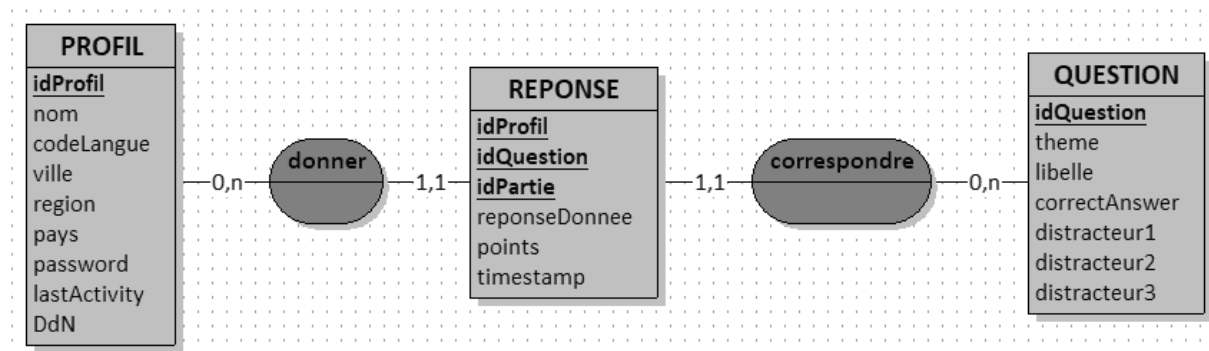 PROFIL
idProfil
nom
codeLangue
ville
region
pays
password
lastActivity
DdN
0,n
donner
1,1
REPONSE
idProfil
idQuestion
idPartie
reponseDonnee
points
timestamp
1,1
correspondre
0,n
QUESTION
idQuestion
theme
libelle
correctAnswer
distracteur1
distracteur2
distracteur3